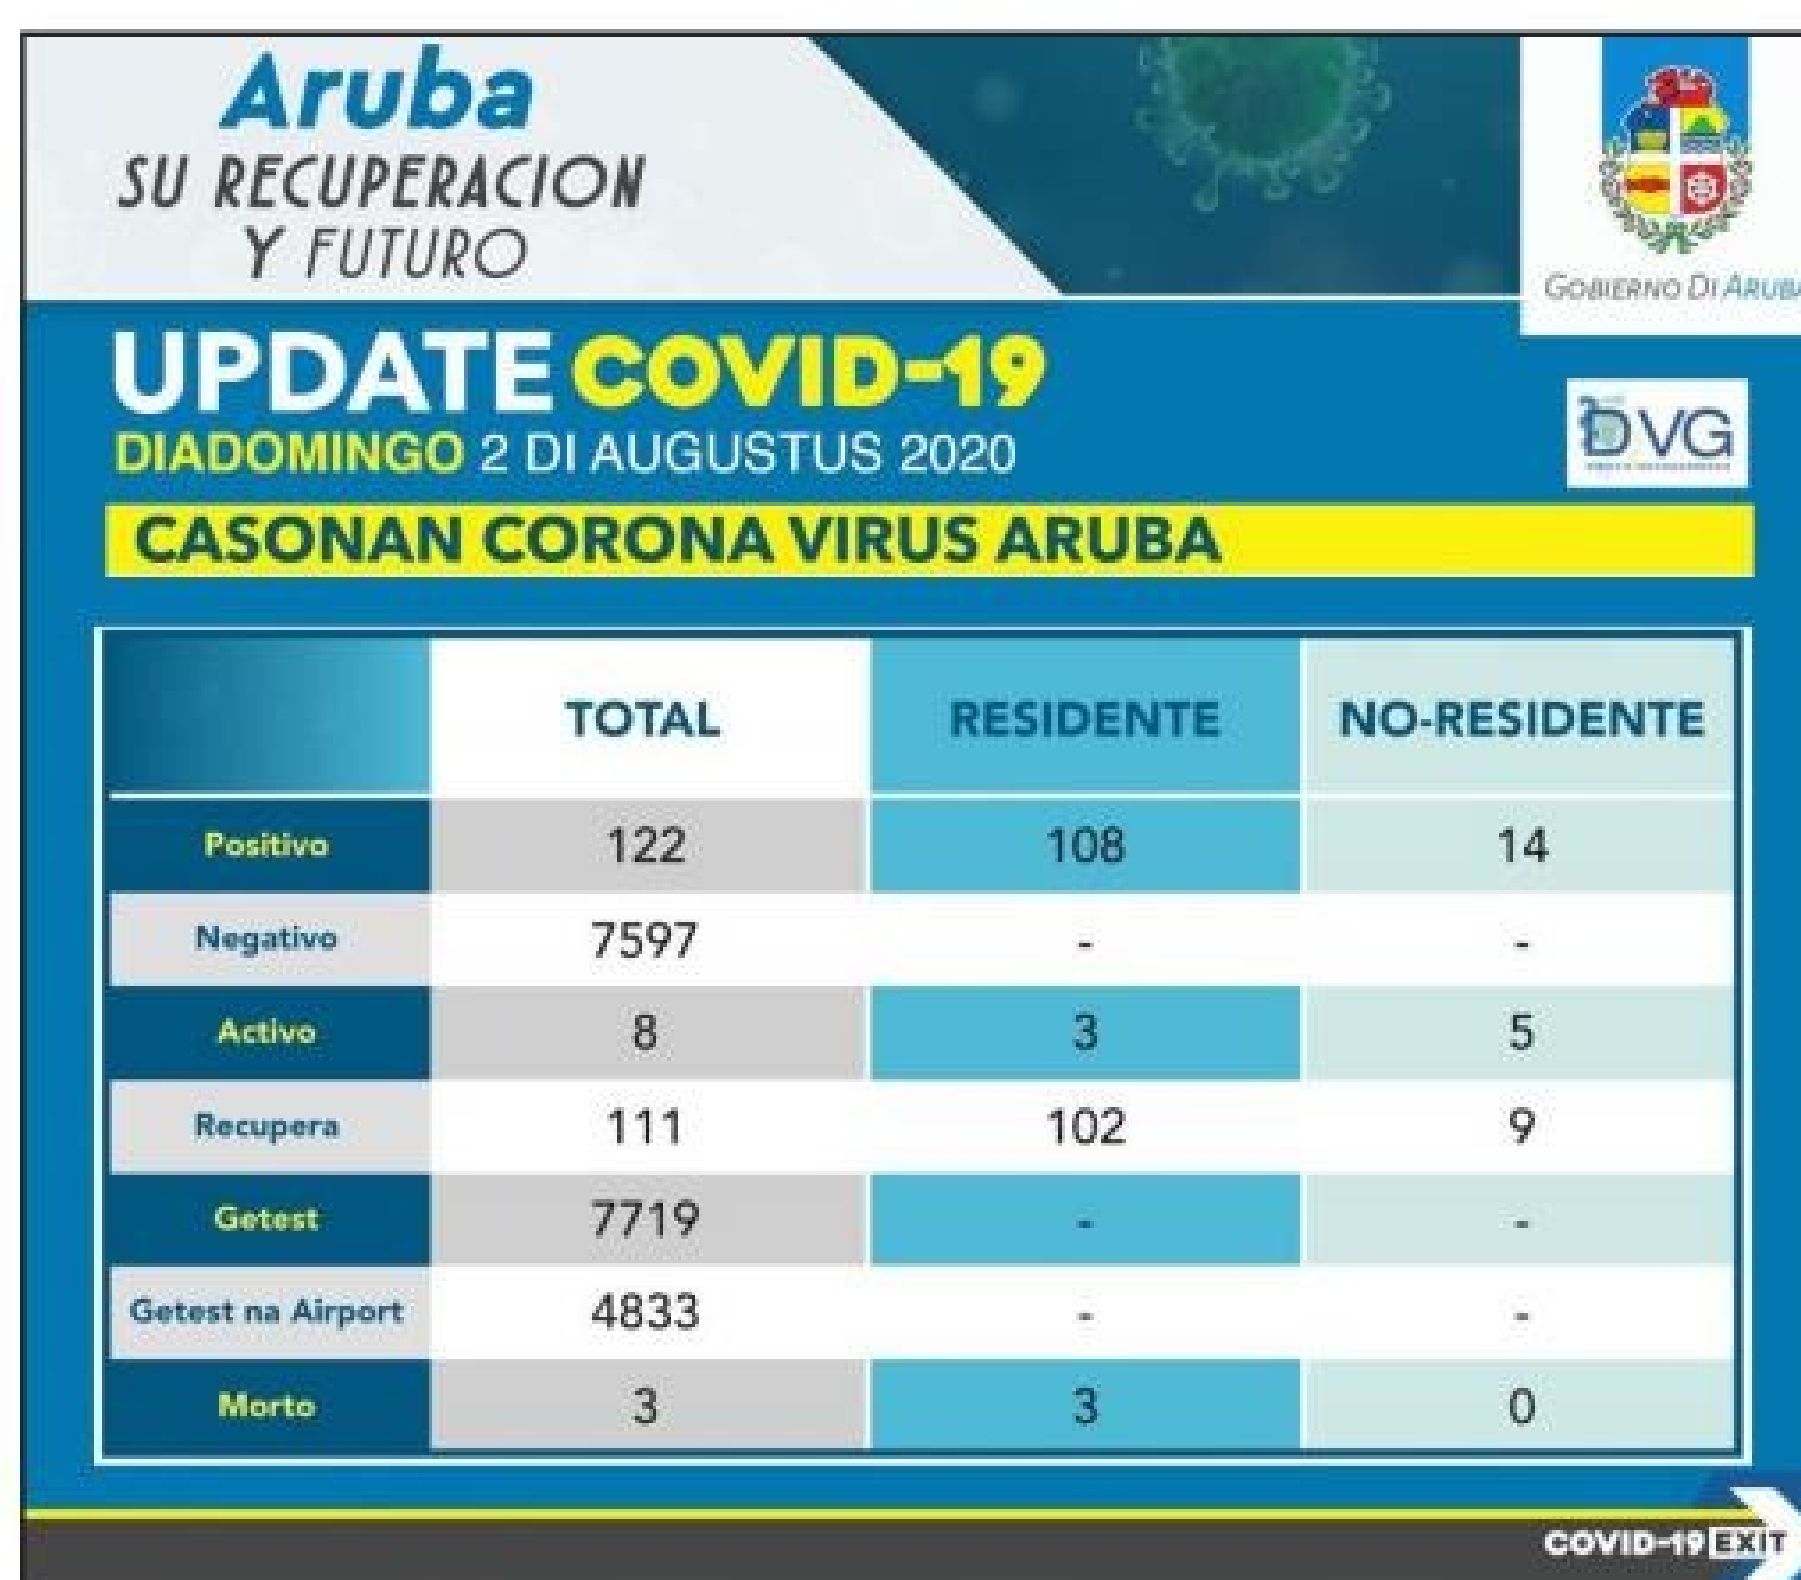 Aruba
SU RECUPERACION
Y FUTURO
GOBIERNO DI ARUBA
UPDATE COVID-19
DIADOMINGO 2 DI AUGUSTUS 2020
DVG
CASONAN CORONA VIRUS ARUBA
TOTAL RESIDENTE NO-RESIDENTE
Positivo 122 108 14
Negativo 7597 - -
Activo 8 3 5
Recupera 111 102 9
Getest 7719 - -
Getest na Airport 4833 - -
Morto 3 3 0
COVID-19 EXIT